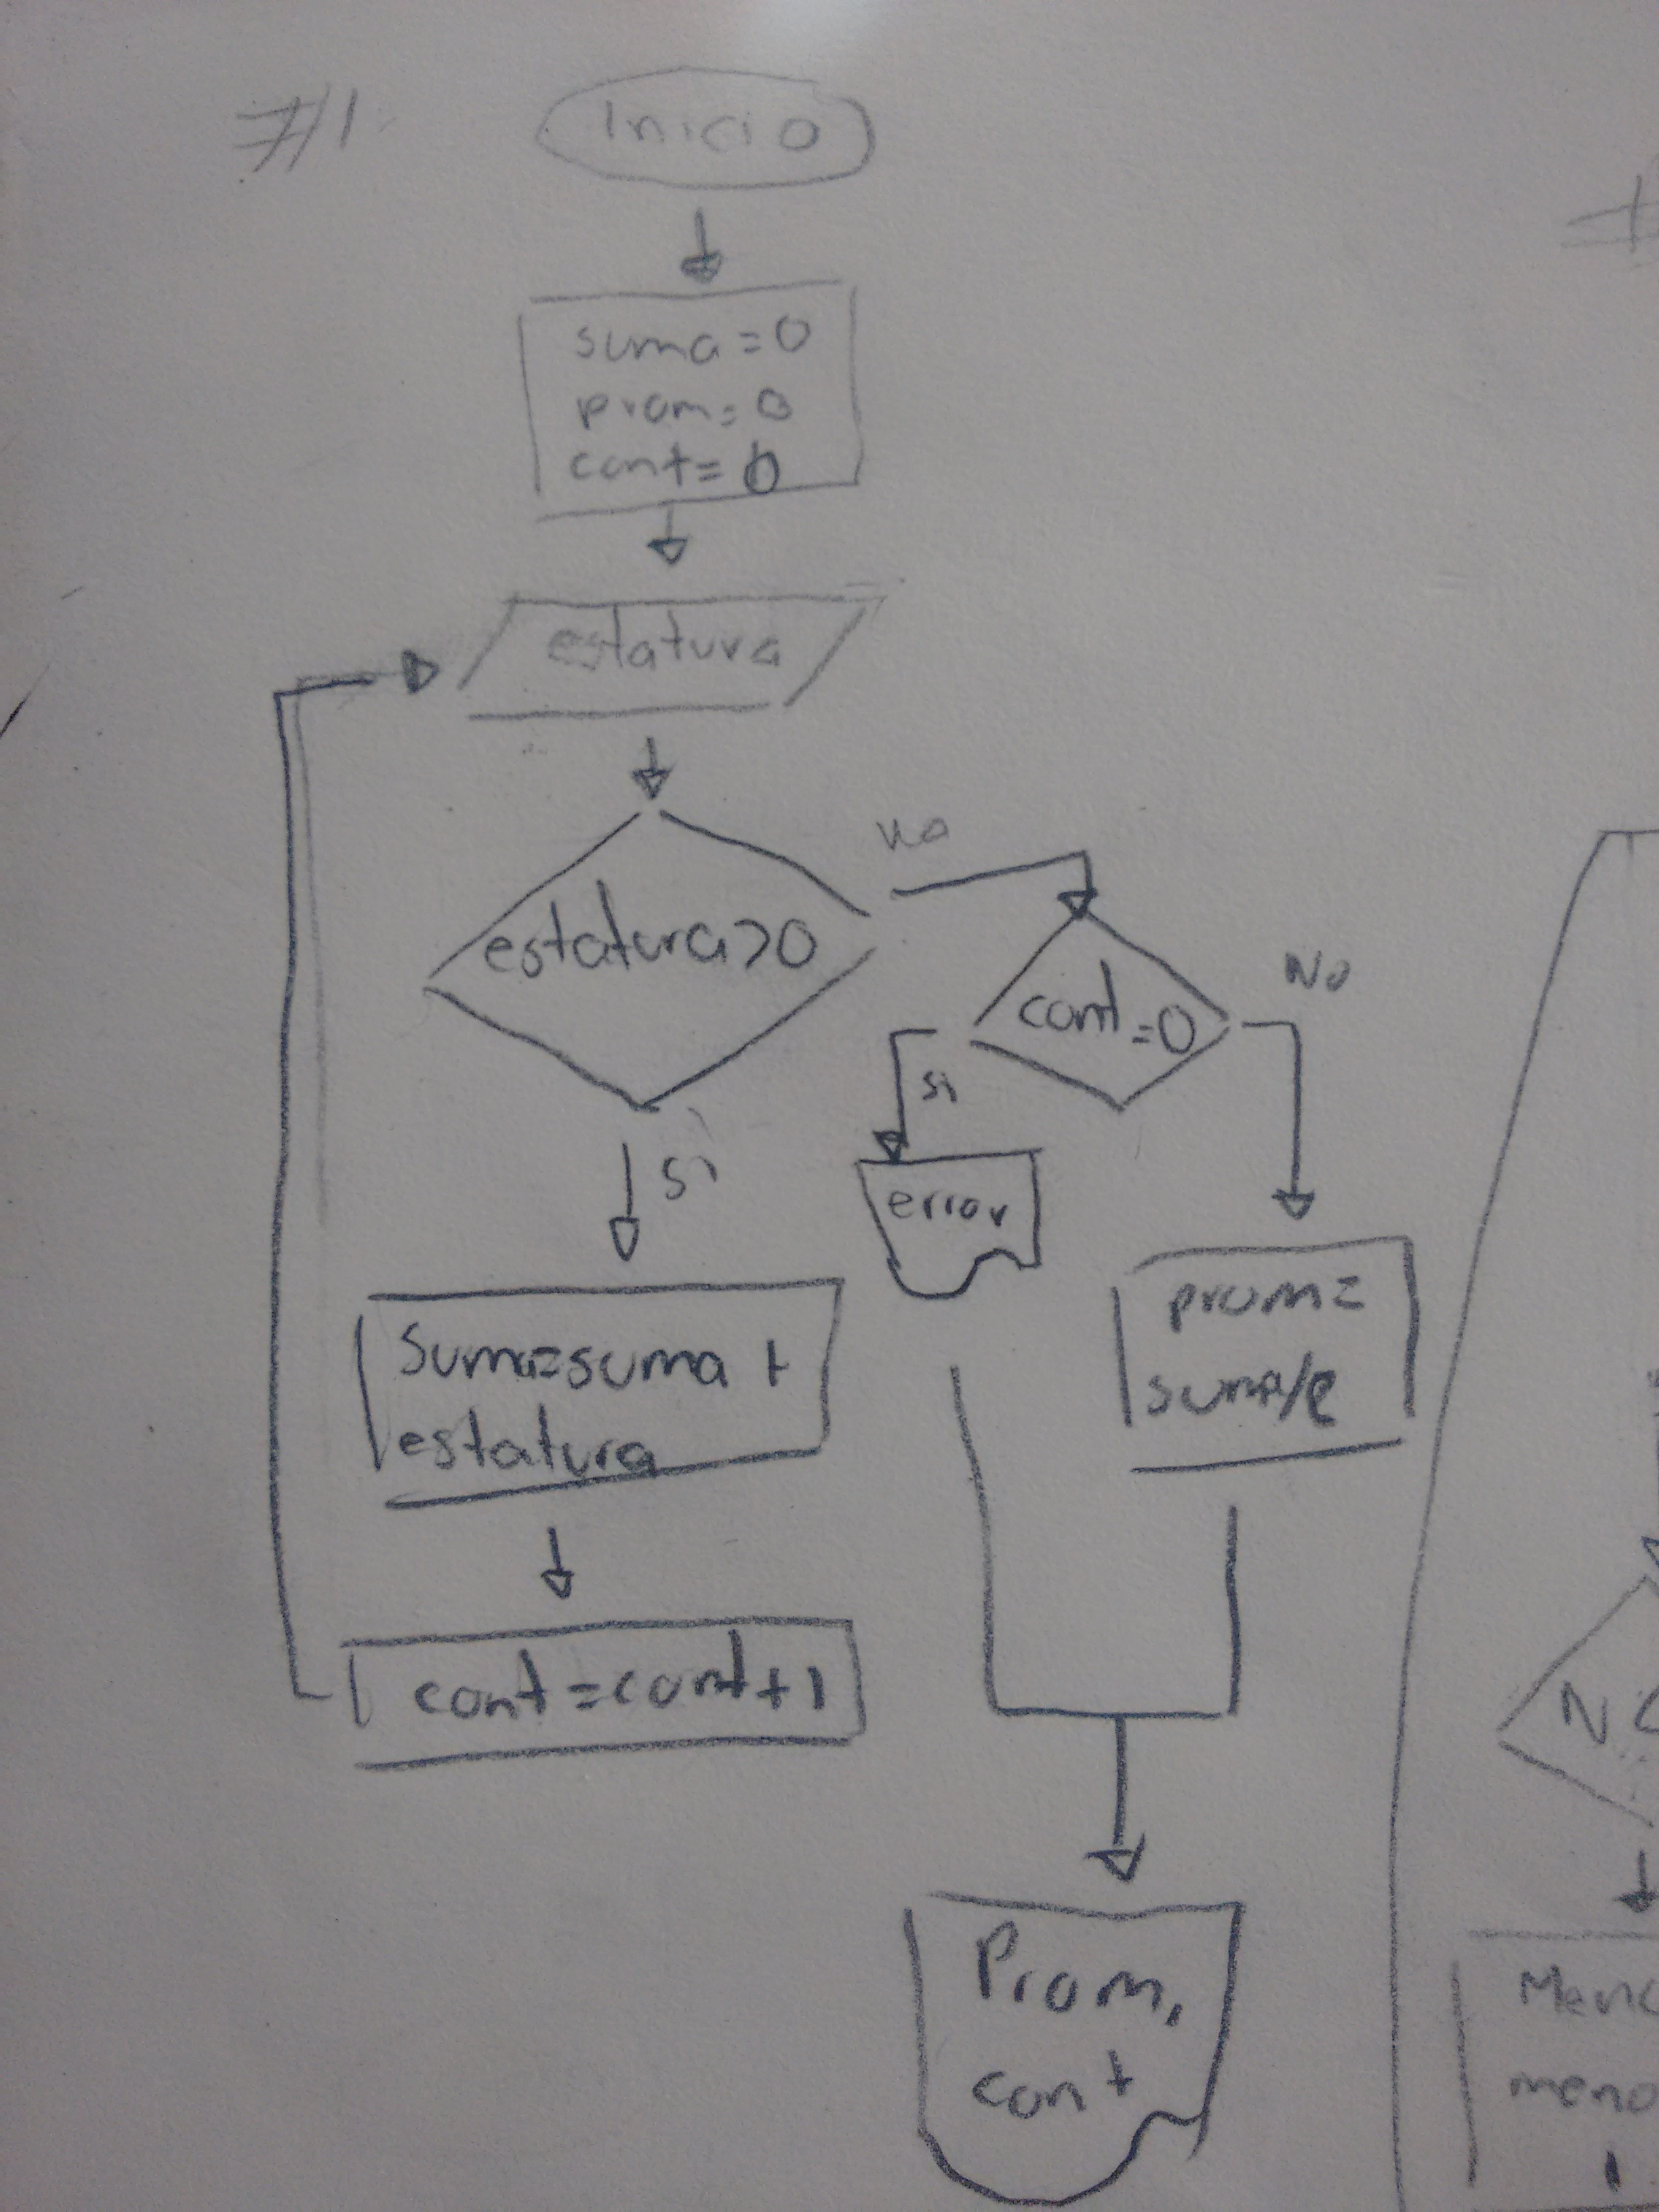 #1
Inicio
suma=0
prom=0
cont=0
estatura
estatura>0
no
cont=0
No
si
error
si
prom=
suma/c
Suma=suma +
estatura
cont=cont+1
Prom,
cont
N<
Meno
meno